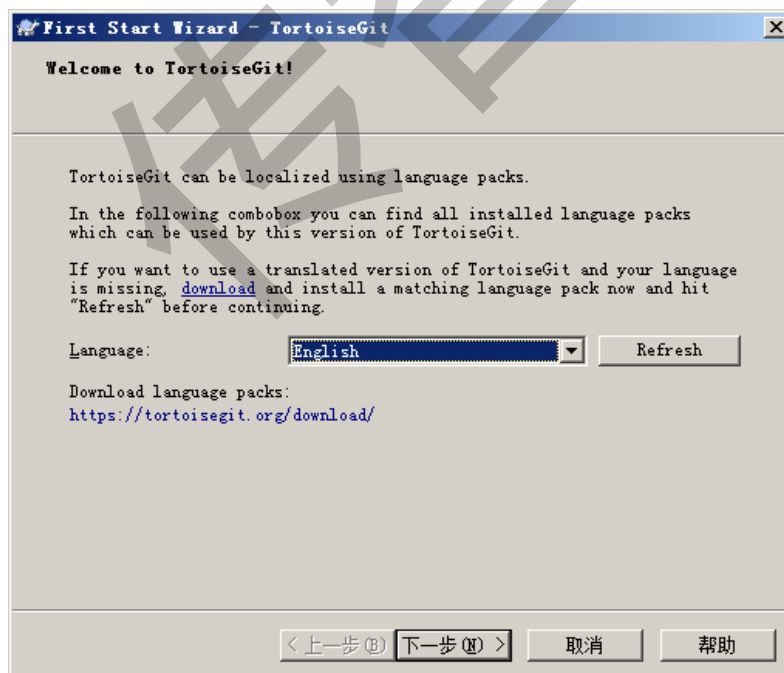 First Start Wizard - TortoiseGit
Welcome to TortoiseGit!
TortoiseGit can be localized using language packs.
In the following combobox you can find all installed language packs
which can be used by this version of TortoiseGit.
If you want to use a translated version of TortoiseGit and your language
is missing, download and install a matching language pack now and hit
"Refresh" before continuing.
Language: English Refresh
Download language packs:
https://tortoisegit.org/download/
< 上一步(B) 下一步(N) > 取消 帮助
传